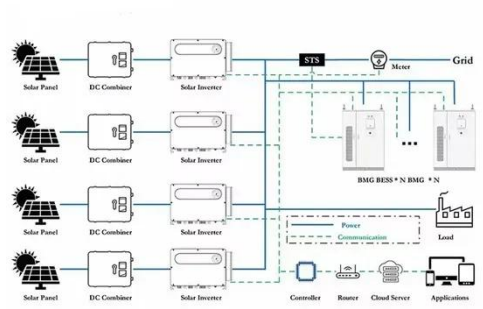 STS
Meter
Grid
Solar Panel
DC Combiner
Solar Inverter
Solar Panel
DC Combiner
Solar Inverter
BMG BESS * N BMG * N
Solar Panel
DC Combiner
Solar Inverter
Power
Communication
Load
Solar Panel
DC Combiner
Solar Inverter
Controller
Router
Cloud Server
Applications